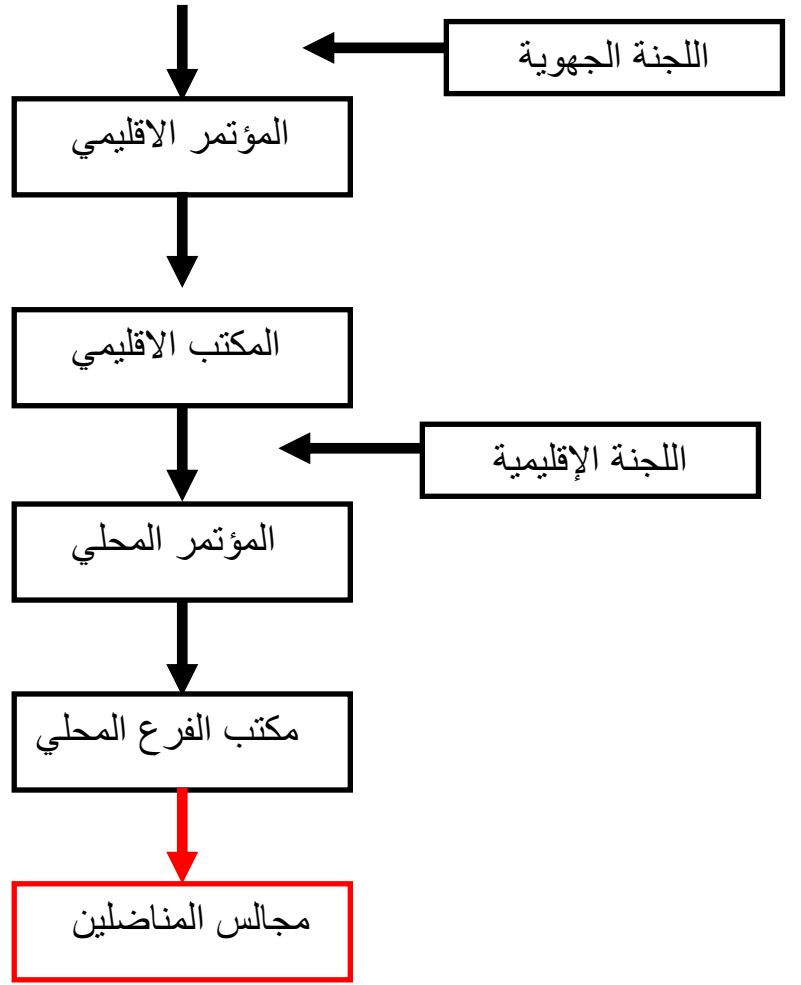 اللجنة الجهوية
المؤتمر الاقليمي
المكتب الاقليمي
اللجنة الإقليمية
المؤتمر المحلي
مكتب الفرع المحلي
مجالس المناضلين